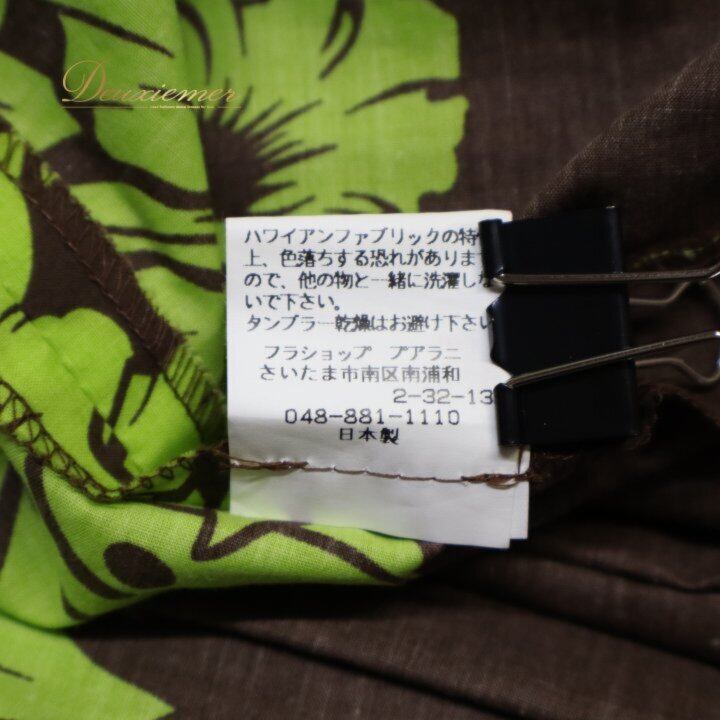 Deuxiemer
ハワイアンファブリックの特
上、色落ちする恐れがありま
ので、他の物と一緒に洗濯しな
いで下さい。
タンブラー乾燥はお避け下さい
フラショップ プアラニ
さいたま市南区南浦和
2-32-13
048-881-1110
日本製